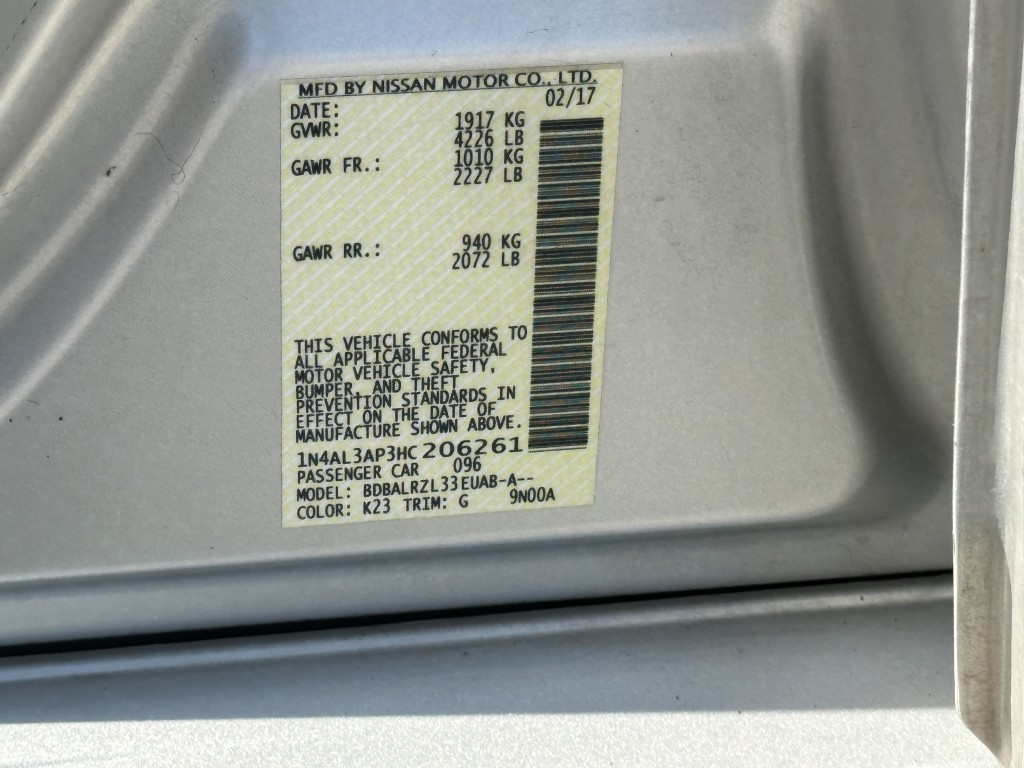 MFD BY NISSAN MOTOR CO., LTD.
DATE: 02/17
GVWR: 1917 KG
4226 LB
GAWR FR.: 1010 KG
2227 LB
GAWR RR.: 940 KG
2072 LB
THIS VEHICLE CONFORMS TO
ALL APPLICABLE FEDERAL
MOTOR VEHICLE SAFETY,
BUMPER, AND THEFT
PREVENTION STANDARDS IN
EFFECT ON THE DATE OF
MANUFACTURE SHOWN ABOVE.
1N4AL3AP3HC206261
PASSENGER CAR 096
MODEL: BDBALRZL33EUAB-A--
COLOR: K23 TRIM: G 9N00A